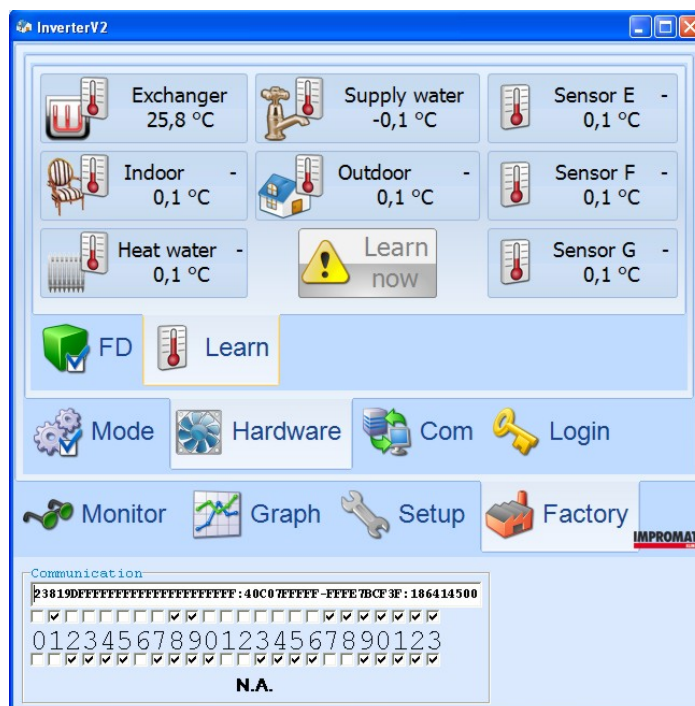 InverterV2
Exchanger
25,8 °C
Supply water
-0,1 °C
Sensor E -
0,1 °C
Indoor -
0,1 °C
Outdoor -
0,1 °C
Sensor F -
0,1 °C
Heat water -
0,1 °C
Learn
now
Sensor G -
0,1 °C
FD
Learn
Mode
Hardware
Com
Login
Monitor
Graph
Setup
Factory
IMPROMAT
Communication
23819DFFFFFFFFFFFFFFFFFFFFF:40C07FFFFF-FFFE7BCF3F:186414500
012345678901234567890123
N.A.